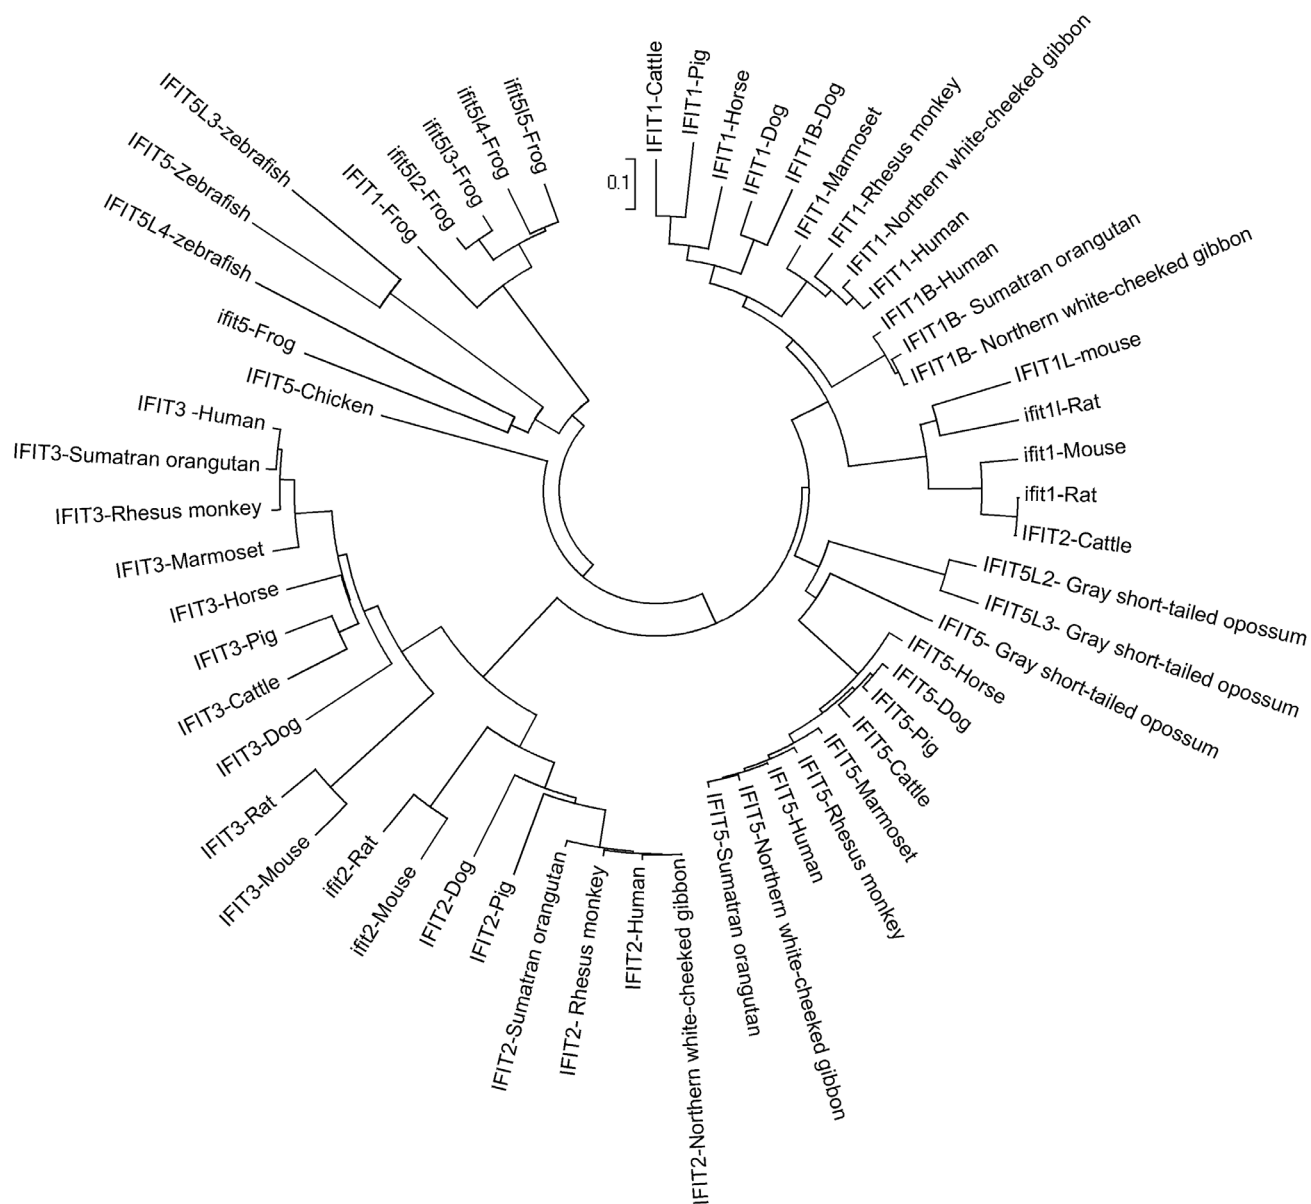 IFIT1-Cattle
IFIT1-Pig
IFIT1-Horse
IFIT1-Dog
IFIT1B-Dog
IFIT1-Marmoset
IFIT1-Rhesus monkey
IFIT1-Northern white-cheeked gibbon
IFIT1-Human
IFIT1B-Human
IFIT1B- Sumatran orangutan
IFIT1B- Northern white-cheeked gibbon
IFIT1L-mouse
ifit1l-Rat
ifit1-Mouse
ifit1-Rat
IFIT2-Cattle
IFIT5L2- Gray short-tailed opossum
IFIT5L3- Gray short-tailed opossum
IFIT5- Gray short-tailed opossum
IFIT5-Horse
IFIT5-Dog
IFIT5-Pig
IFIT5-Cattle
IFIT5-Marmoset
IFIT5-Rhesus monkey
IFIT5-Human
IFIT5-Northern white-cheeked gibbon
IFIT5-Sumatran orangutan
IFIT2-Northern white-cheeked gibbon
IFIT2-Human
IFIT2- Rhesus monkey
IFIT2-Sumatran orangutan
IFIT2-Pig
IFIT2-Dog
ifit2-Mouse
ifit2-Rat
IFIT3-Mouse
IFIT3-Rat
IFIT3-Dog
IFIT3-Cattle
IFIT3-Pig
IFIT3-Horse
IFIT3-Marmoset
IFIT3-Rhesus monkey
IFIT3-Sumatran orangutan
IFIT3 -Human
IFIT5-Chicken
ifit5-Frog
IFIT5L4-zebrafish
IFIT5-Zebrafish
IFIT5L3-zebrafish
IFIT1-Frog
ifit5l2-Frog
ifit5l3-Frog
ifit5l4-Frog
ifit5l5-Frog
0.1